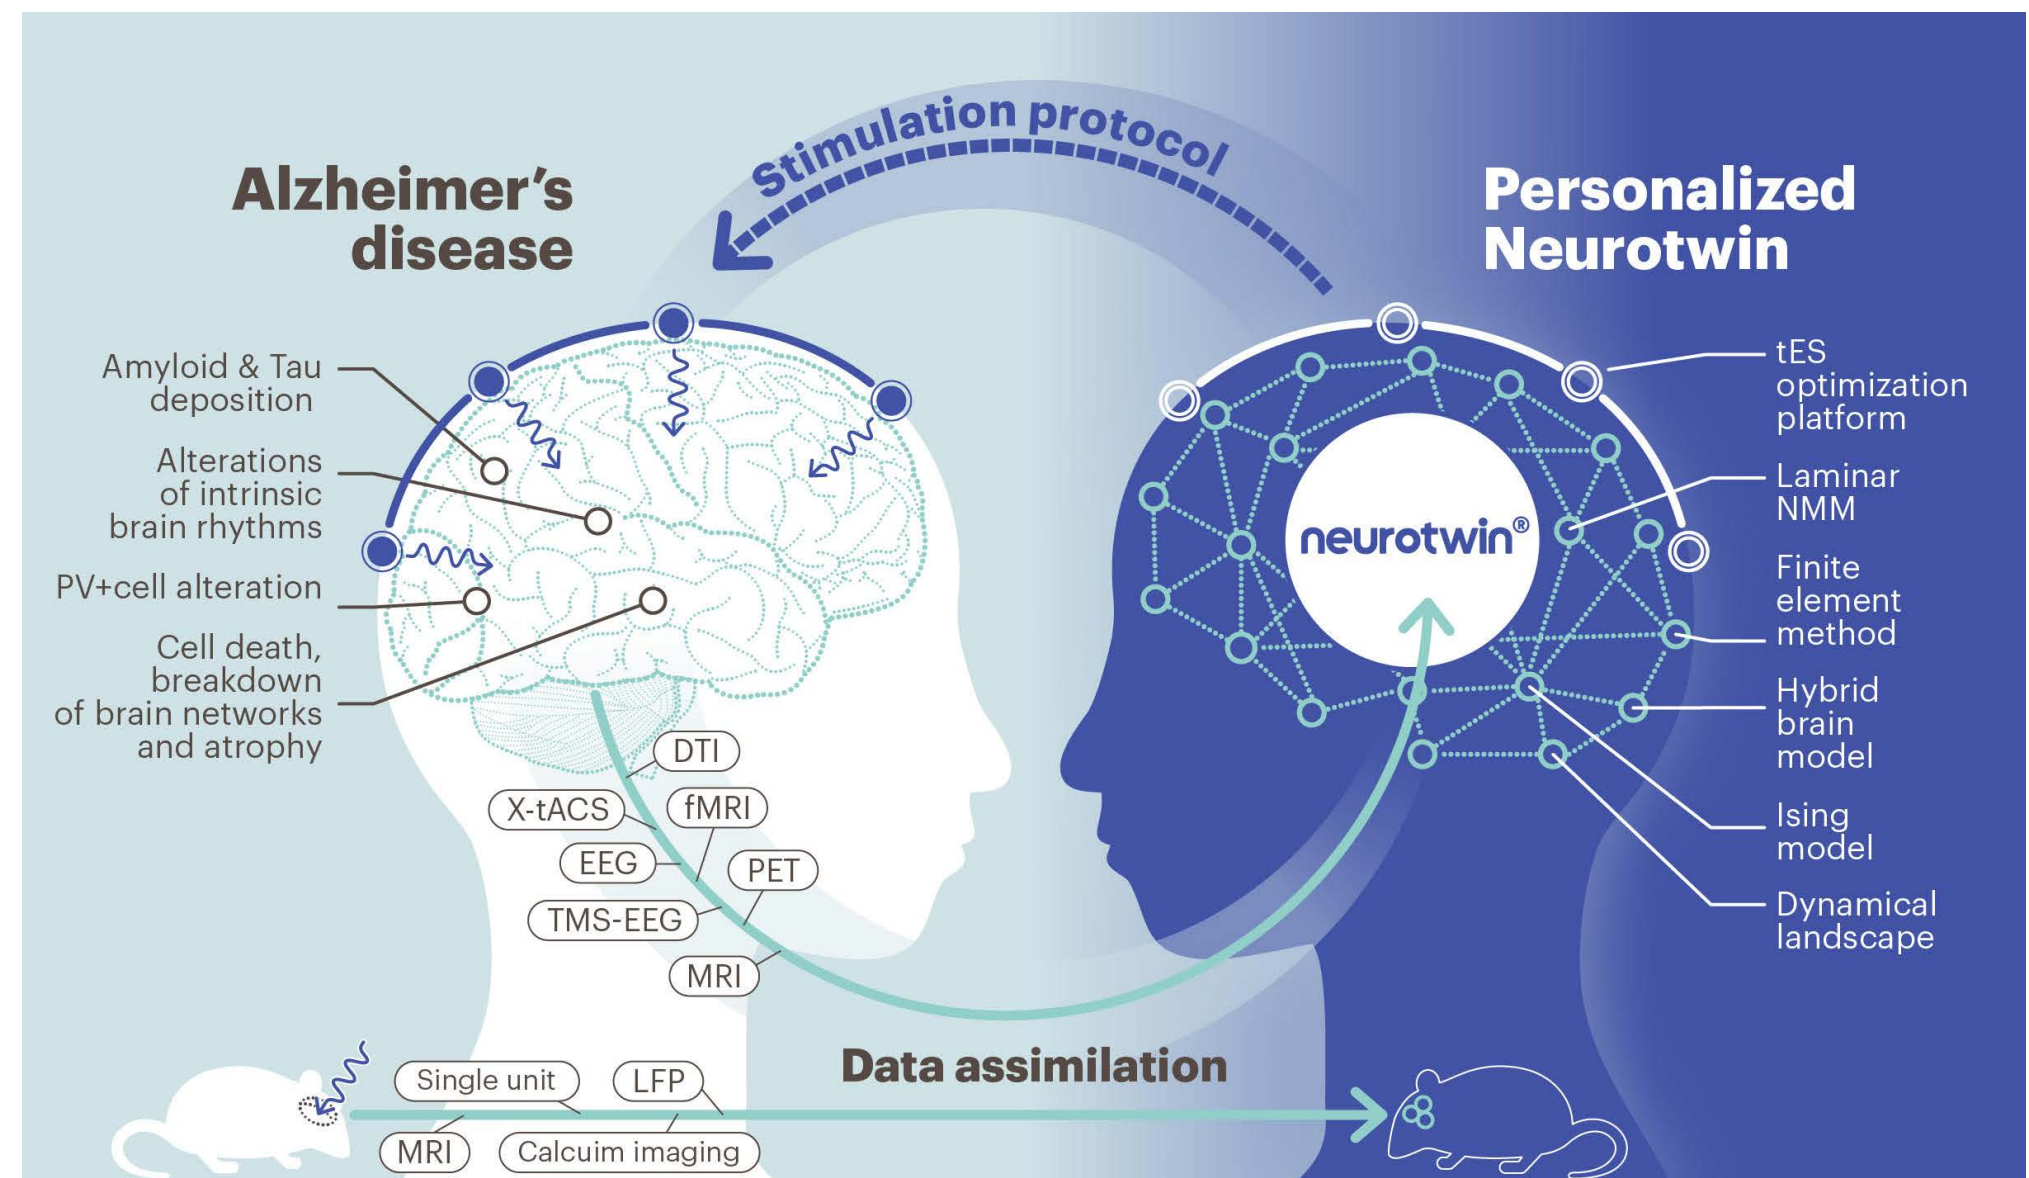 Stimulation protocol
Alzheimer’s
disease
Personalized
Neurotwin
Amyloid & Tau
deposition
Alterations
of intrinsic
brain rhythms
PV+cell alteration
Cell death,
breakdown
of brain networks
and atrophy
neurotwin®
tES
optimization
platform
Laminar
NMM
Finite
element
method
Hybrid
brain
model
Ising
model
Dynamical
landscape
DTI
X-tACS
fMRI
EEG
PET
TMS-EEG
MRI
Data assimilation
Single unit
LFP
MRI
Calcuim imaging